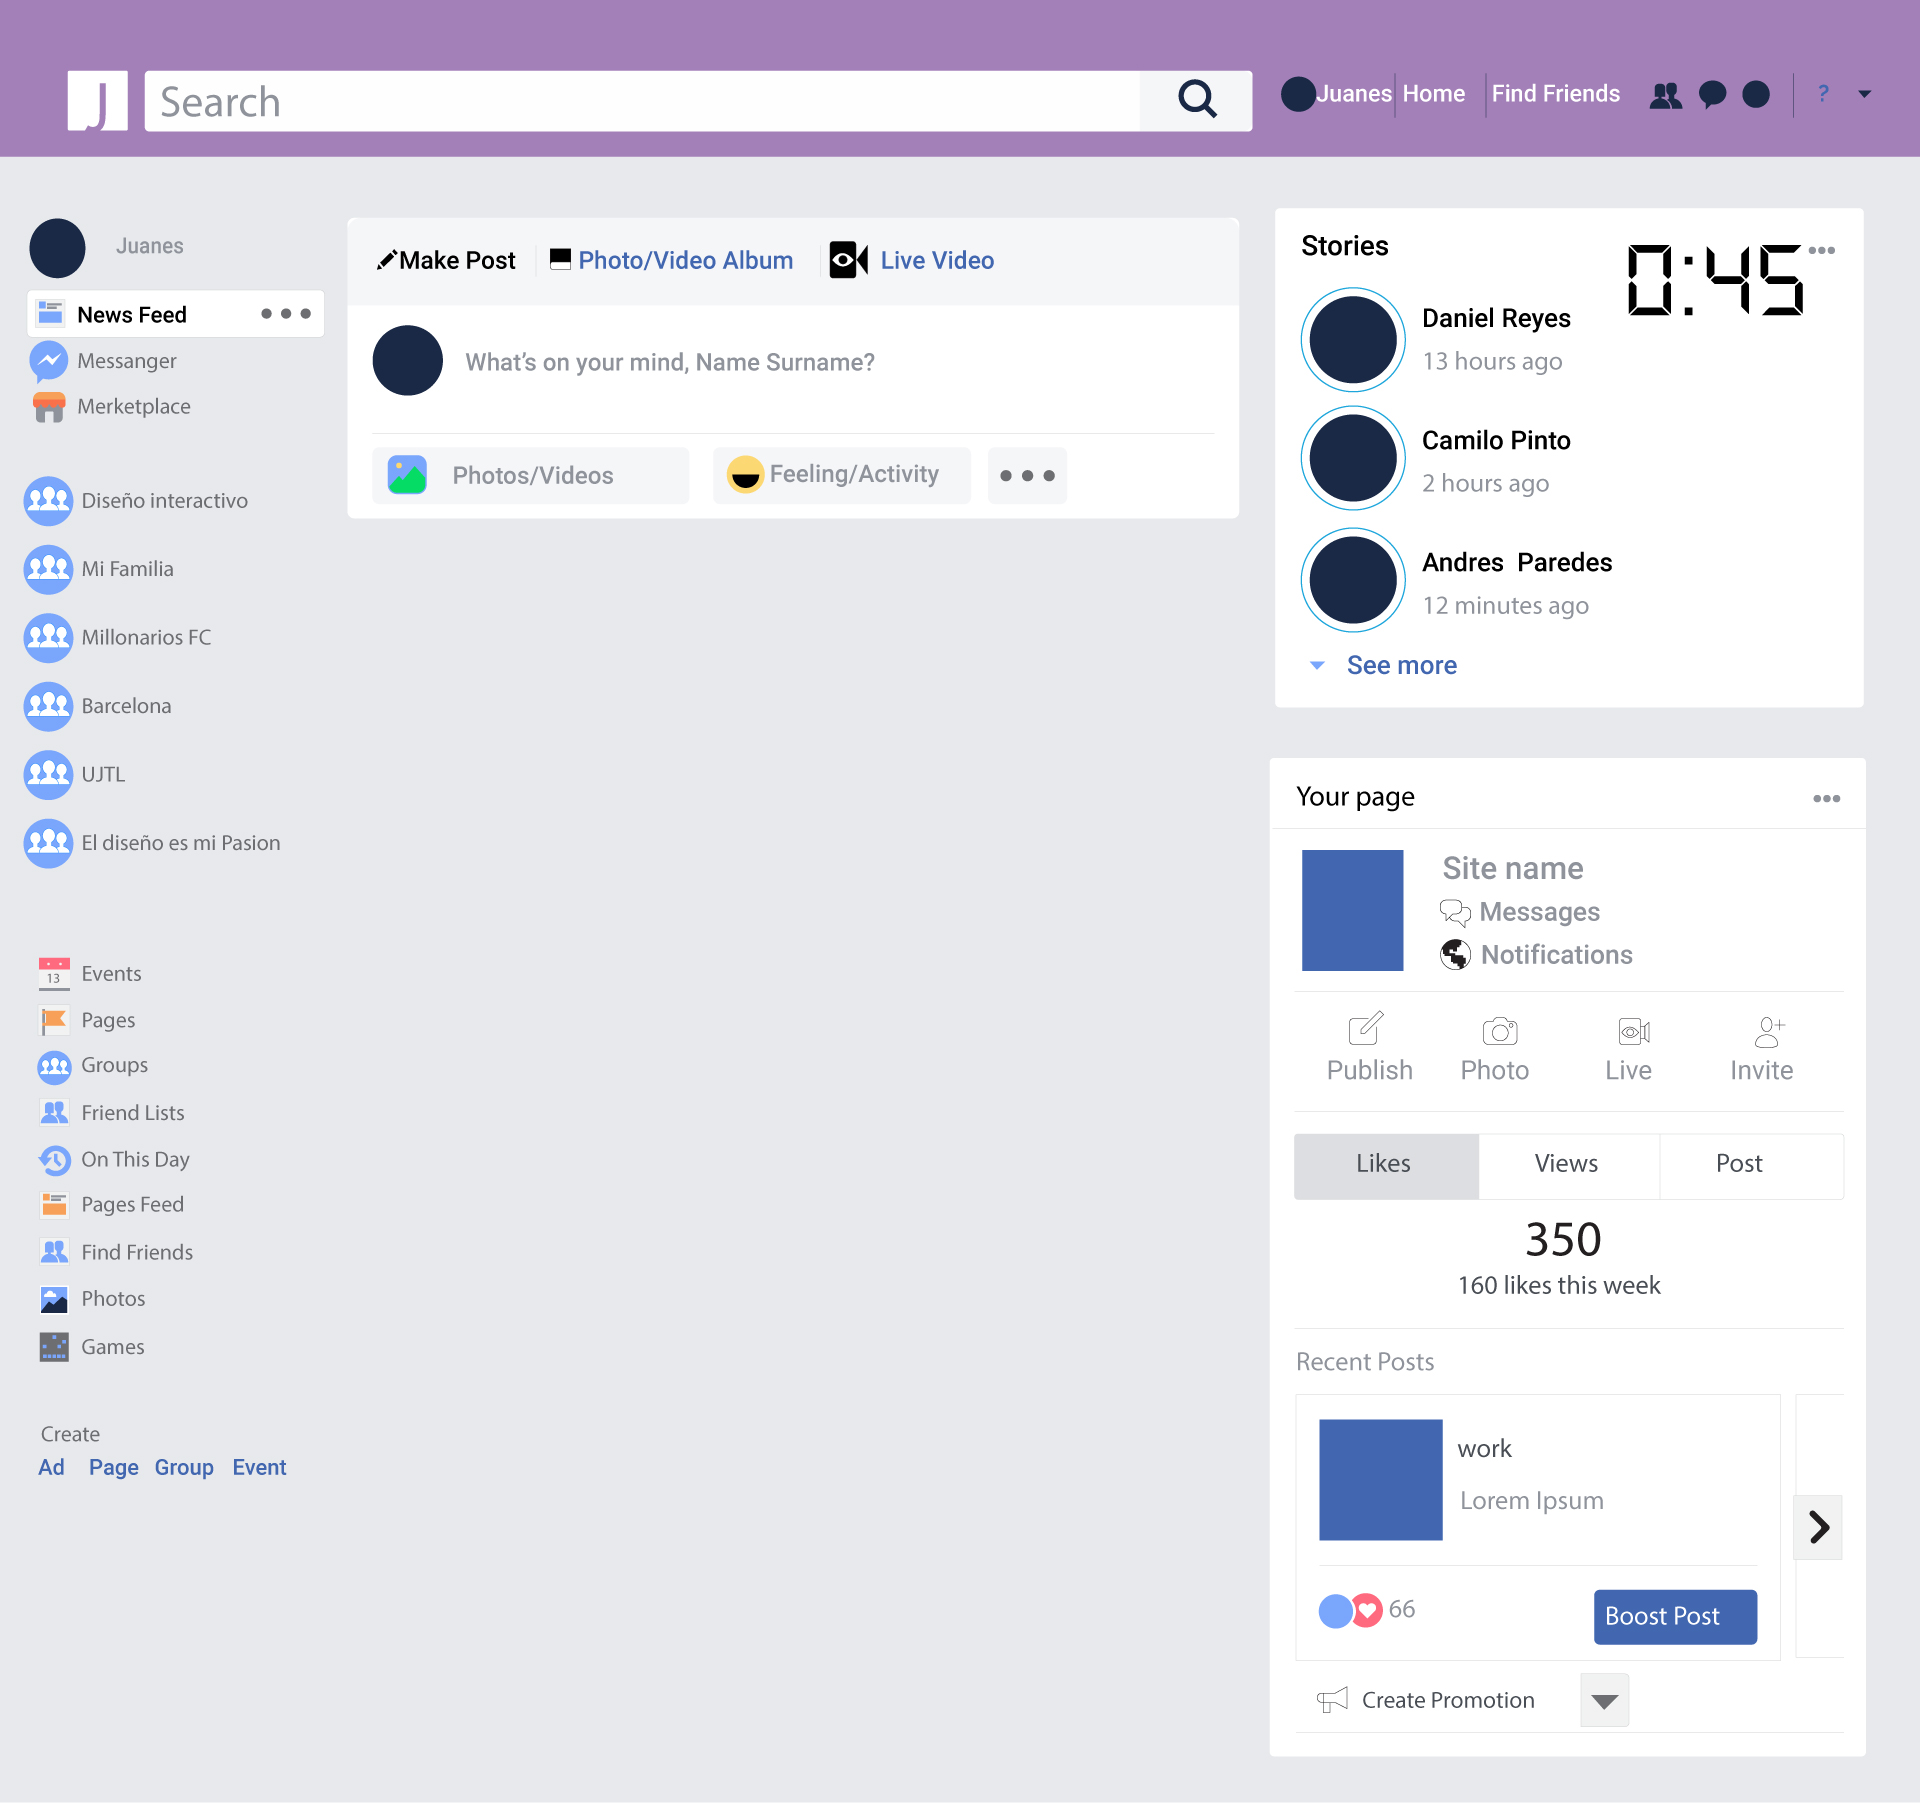 J
Search
Juanes Home Find Friends ?
Juanes
News Feed
Messanger
Merketplace
Diseño interactivo
Mi Familia
Millonarios FC
Barcelona
UJTL
El diseño es mi Pasion
13 Events
Pages
Groups
Friend Lists
On This Day
Pages Feed
Find Friends
Photos
Games
Create
Ad Page Group Event
Make Post Photo/Video Album Live Video
What's on your mind, Name Surname?
Photos/Videos Feeling/Activity
Stories
0:45
Daniel Reyes
13 hours ago
Camilo Pinto
2 hours ago
Andres Paredes
12 minutes ago
See more
Your page
Site name
Messages
Notifications
Publish Photo Live Invite
Likes Views Post
350
160 likes this week
Recent Posts
work
Lorem Ipsum
66
Boost Post
Create Promotion